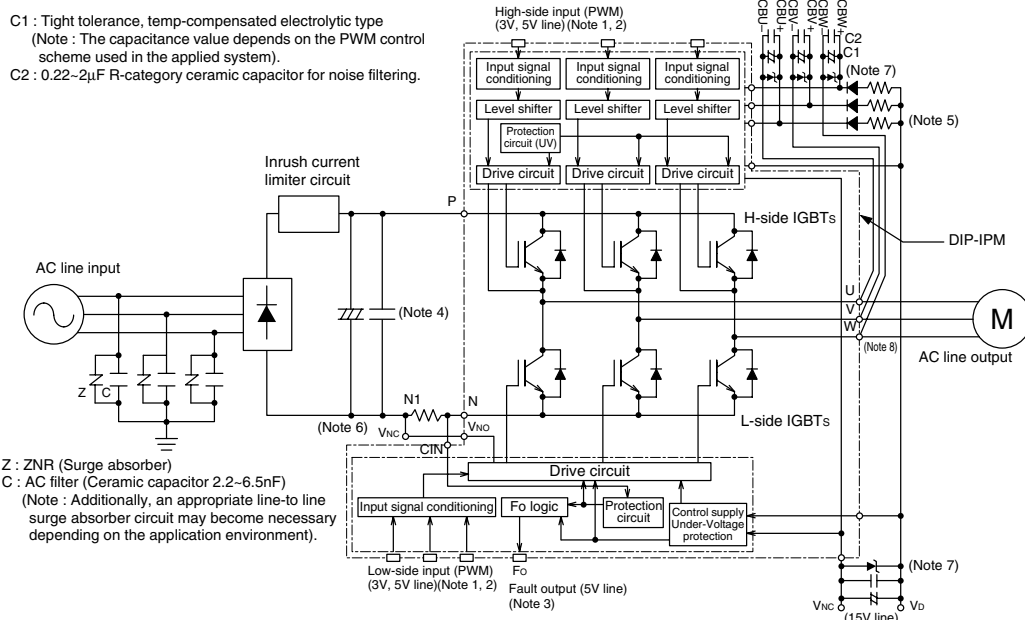 C1 : Tight tolerance, temp-compensated electrolytic type
(Note : The capacitance value depends on the PWM control
scheme used in the applied system).
C2 : 0.22~2μF R-category ceramic capacitor for noise filtering.
High-side input (PWM)
(3V, 5V line) (Note 1, 2)
CBU-
CBU+
CBV-
CBV+
CBW-
CBW+
C2
C1
(Note 7)
(Note 5)
Input signal
conditioning
Input signal
conditioning
Input signal
conditioning
Level shifter
Level shifter
Level shifter
Protection
circuit (UV)
Drive circuit
Drive circuit
Drive circuit
Inrush current
limiter circuit
P
H-side IGBTs
DIP-IPM
AC line input
(Note 4)
U
V
W
(Note 8)
M
AC line output
Z
C
N1
N
(Note 6)
VNC
VNO
CIN
L-side IGBTs
Z : ZNR (Surge absorber)
C : AC filter (Ceramic capacitor 2.2~6.5nF)
(Note : Additionally, an appropriate line-to line
surge absorber circuit may become necessary
depending on the application environment).
Drive circuit
Input signal conditioning
Fo logic
Protection
circuit
Control supply
Under-Voltage
protection
Low-side input (PWM)
(3V, 5V line)(Note 1, 2)
FO
Fault output (5V line)
(Note 3)
(Note 7)
VNC
VD
(15V line)